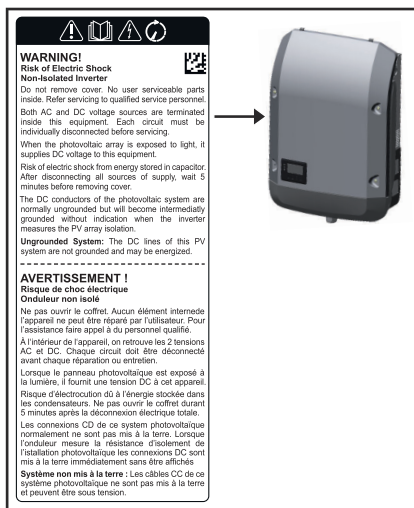 WARNING!
Risk of Electric Shock
Non-Isolated Inverter
Do not remove cover. No user serviceable parts
inside. Refer servicing to qualified service personnel.
Both AC and DC voltage sources are terminated
inside this equipment. Each circuit must be
individually disconnected before servicing.
When the photovoltaic array is exposed to light, it
supplies DC voltage to this equipment.
Risk of electric shock from energy stored in capacitor.
After disconnecting all sources of supply, wait 5
minutes before removing cover.
The DC conductors of the photovoltaic system are
normally ungrounded but will become intermediatly
grounded without indication when the inverter
measures the PV array isolation.
Ungrounded System: The DC lines of this PV
system are not grounded and may be energized.
AVERTISSEMENT !
Risque de choc électrique
Onduleur non isolé
Ne pas ouvrir le coffret. Aucun élément internede
l'appareil ne peut être réparé par l'utilisateur. Pour
l'assistance faire appel à du personnel qualifié.
À l'intérieur de l'appareil, on retrouve les 2 tensions
AC et DC. Chaque circuit doit être déconnecté
avant chaque réparation ou entretien.
Lorsque le panneau photovoltaïque est exposé à
la lumière, il fournit une tension DC à cet appareil.
Risque d'électrocution dû à l'énergie stockée dans
les condensateurs. Ne pas ouvrir le coffret durant
5 minutes après la déconnexion électrique totale.
Les connexions CD de ce system photovoltaïque
normalement ne sont pas mis à la terre. Lorsque
l'onduleur mesure la résistance d'isolement de
l'istallation photovoltaïque les connexions DC sont
mis à la terre immédiatement sans être affichés
Système non mis à la terre : Les câbles CC de ce
système photovoltaïque ne sont pas mis à la terre
et peuvent être sous tension.